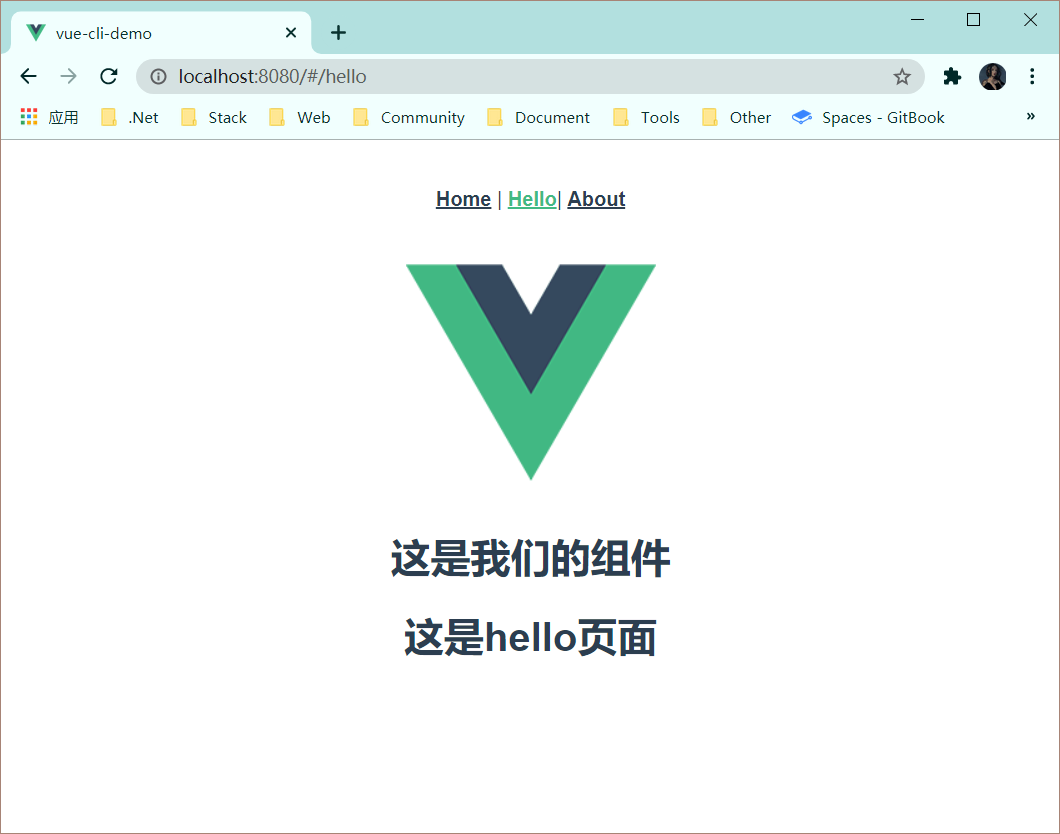 vue-cli-demo
localhost:8080/#/hello
应用 .Net Stack Web Community Document Tools Other Spaces - GitBook »
Home | Hello| About
这是我们的组件
这是hello页面